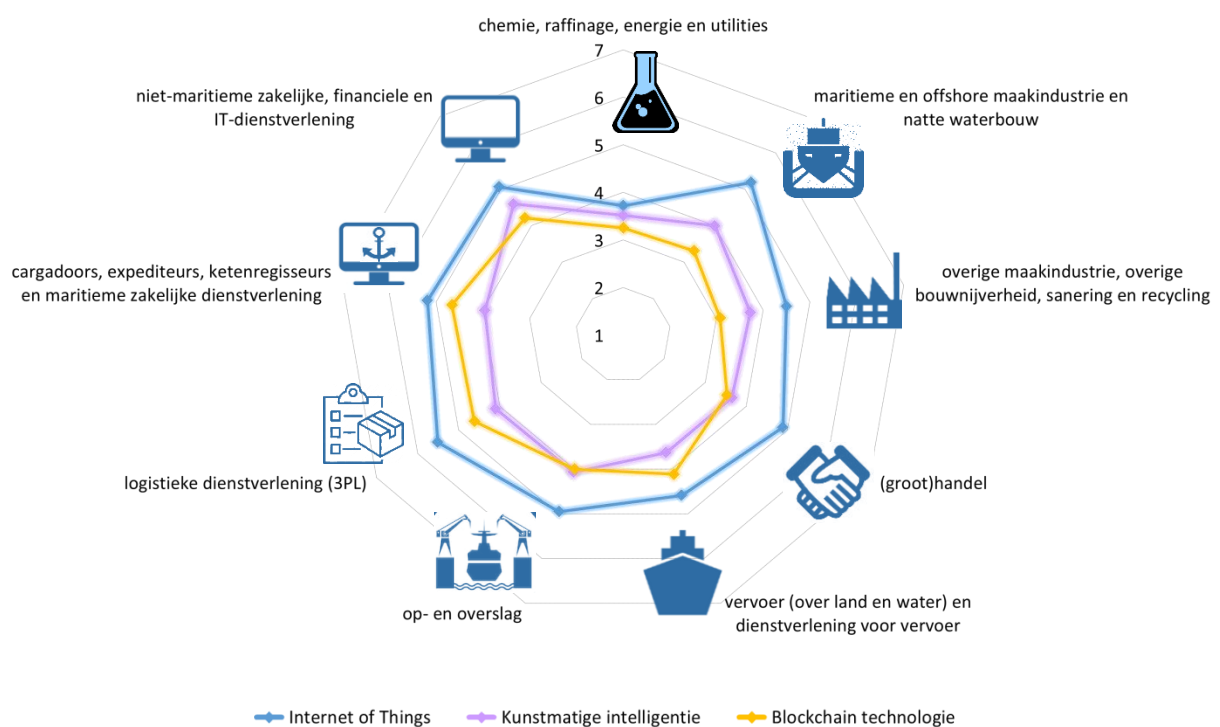 chemie, raffinage, energie en utilities
7
niet-maritieme zakelijke, financiele en
IT-dienstverlening
maritieme en offshore maakindustrie en
natte waterbouw
6
5
4
3
2
1
cargadoors, expediteurs, ketenregisseurs
en maritieme zakelijke dienstverlening
overige maakindustrie, overige
bouwnijverheid, sanering en recycling
logistieke dienstverlening (3PL)
(groot)handel
op- en overslag
vervoer (over land en water) en
dienstverlening voor vervoer
Internet of Things
Kunstmatige intelligentie
Blockchain technologie